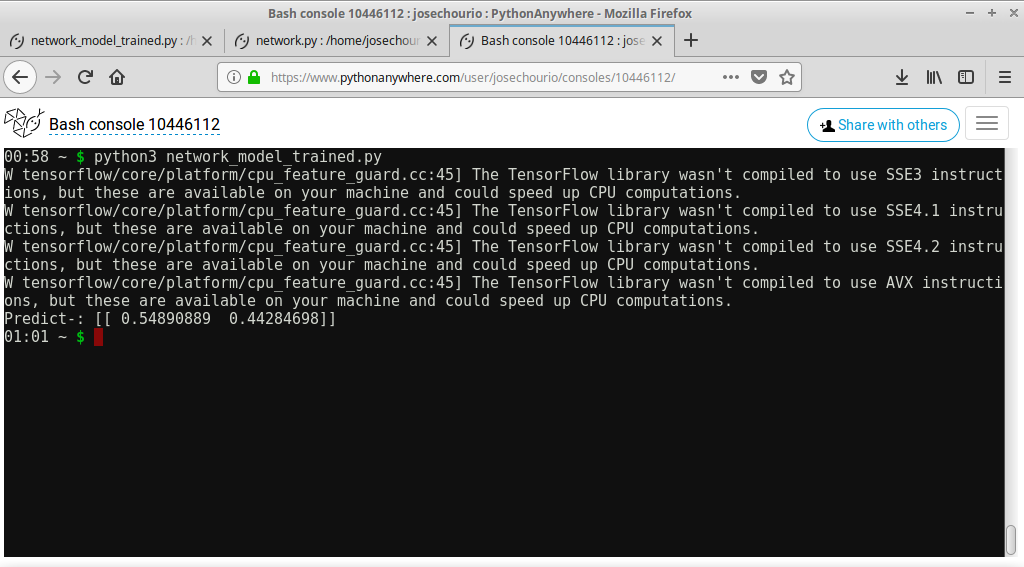 Bash console 10446112 : josechourio : PythonAnywhere - Mozilla Firefox
network_model_trained.py : /h
network.py : /home/josechour
Bash console 10446112 : jose
https://www.pythonanywhere.com/user/josechourio/consoles/10446112/
Bash console 10446112
Share with others
00:58 ~ $ python3 network_model_trained.py
W tensorflow/core/platform/cpu_feature_guard.cc:45] The TensorFlow library wasn't compiled to use SSE3 instruct
ions, but these are available on your machine and could speed up CPU computations.
W tensorflow/core/platform/cpu_feature_guard.cc:45] The TensorFlow library wasn't compiled to use SSE4.1 instru
ctions, but these are available on your machine and could speed up CPU computations.
W tensorflow/core/platform/cpu_feature_guard.cc:45] The TensorFlow library wasn't compiled to use SSE4.2 instru
ctions, but these are available on your machine and could speed up CPU computations.
W tensorflow/core/platform/cpu_feature_guard.cc:45] The TensorFlow library wasn't compiled to use AVX instructi
ons, but these are available on your machine and could speed up CPU computations.
Predict-: [[ 0.54890889  0.44284698]]
01:01 ~ $